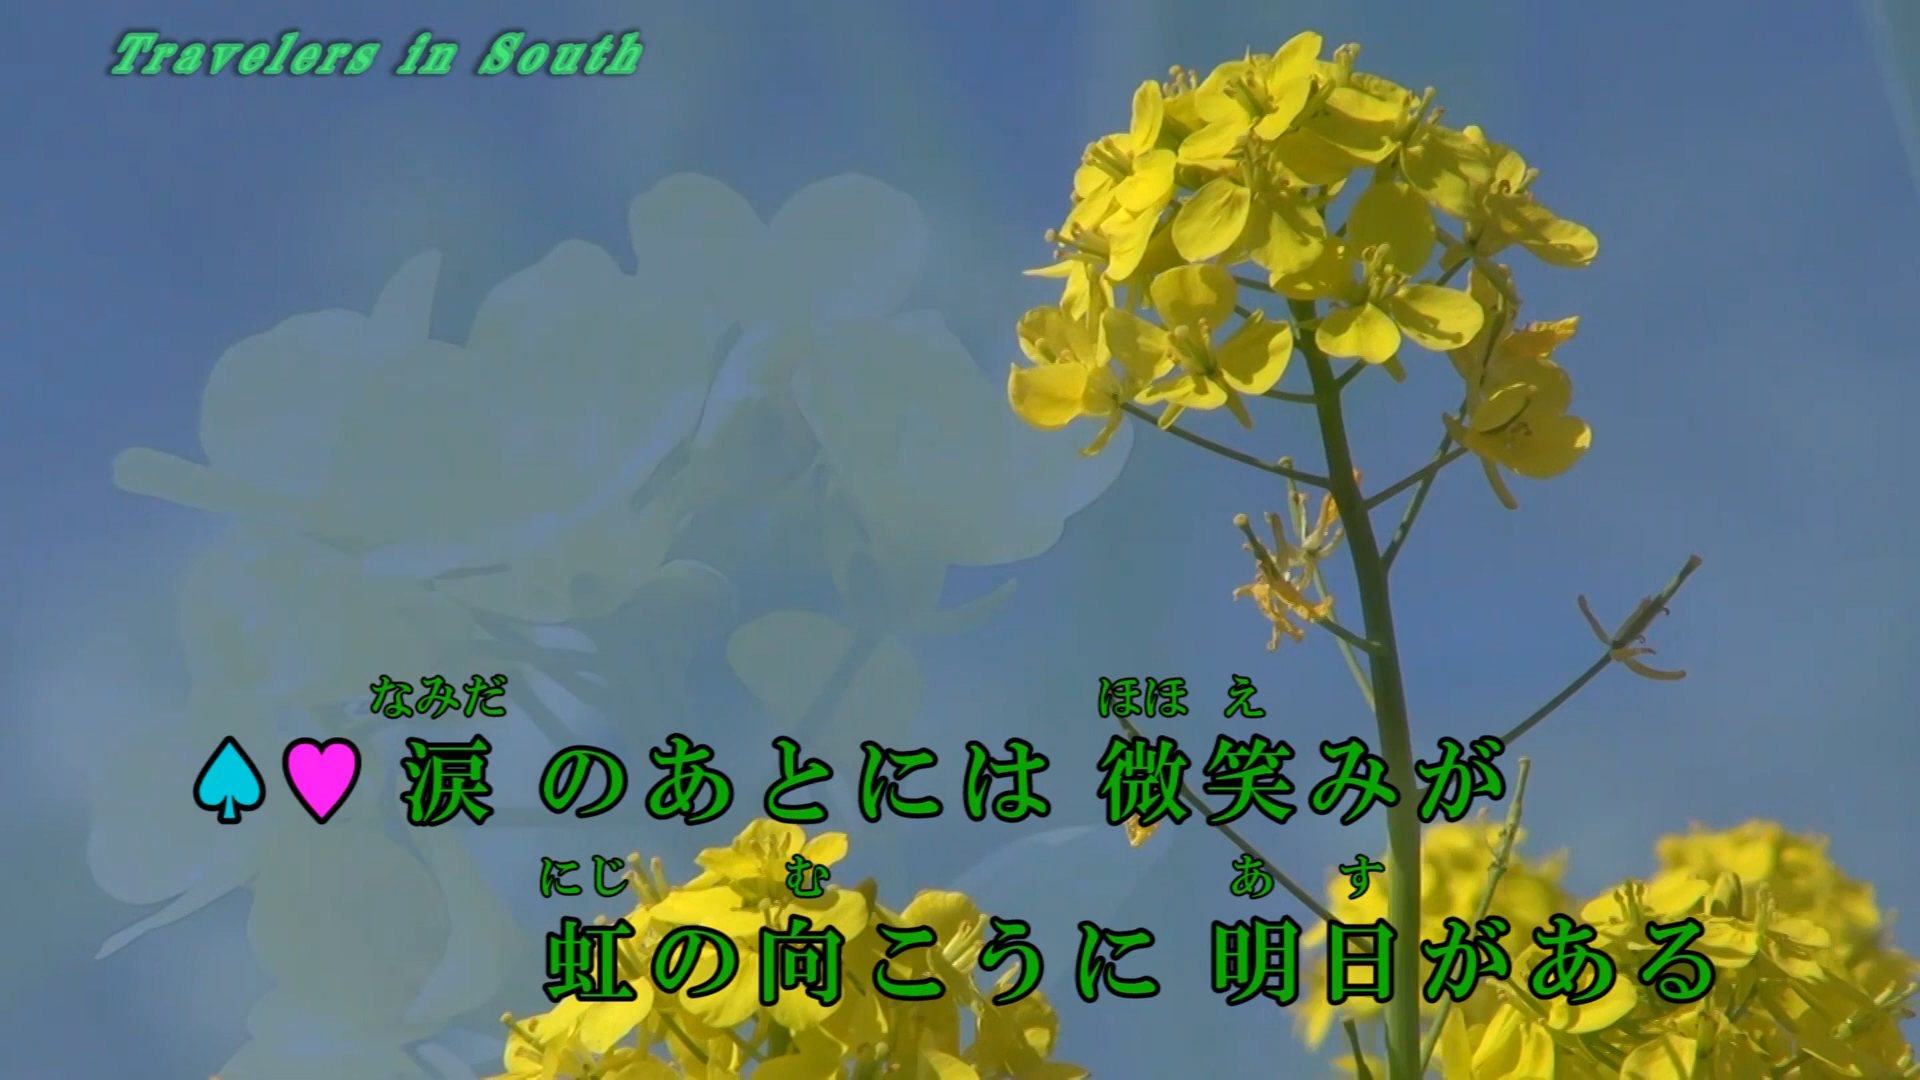 Travelers in South
なみだ ほほ え
♠♥涙のあとには 微笑みが
にじ む あ す
虹の向こうに 明日がある